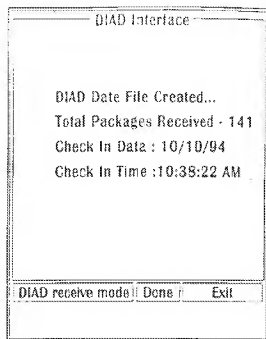 DIAD Interface
DIAD Date File Created...
Total Packages Received - 141
Check In Data : 10/10/94
Check In Time :10:38:22 AM
DIAD receive mode Done Exit